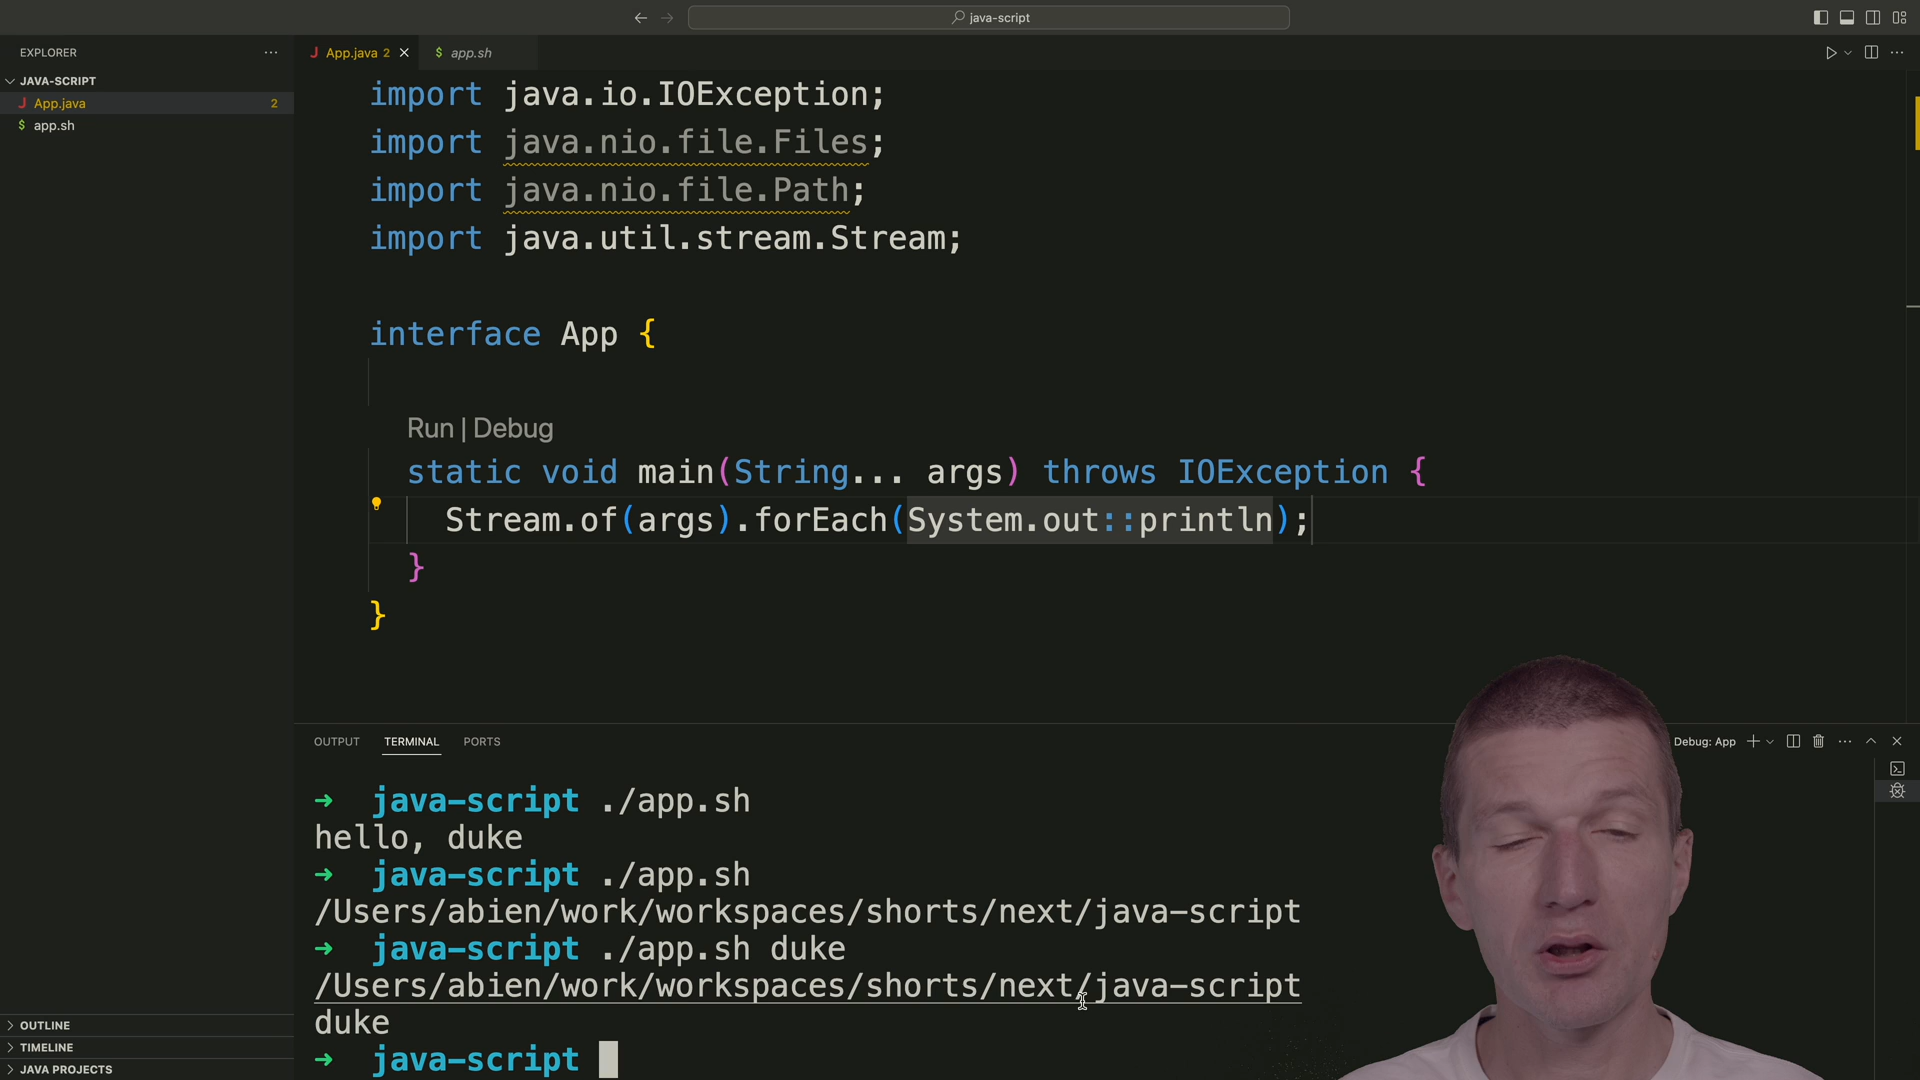 java-script
EXPLORER
App.java 2
$ app.sh
JAVA-SCRIPT
J App.java 2
$ app.sh
import java.io.IOException;
import java.nio.file.Files;
import java.nio.file.Path;
import java.util.stream.Stream;
interface App {
Run | Debug
static void main(String... args) throws IOException {
Stream.of(args).forEach(System.out::println);
}
}
OUTPUT TERMINAL PORTS
Debug: App
➜ java-script ./app.sh
hello, duke
➜ java-script ./app.sh
/Users/abien/work/workspaces/shorts/next/java-script
➜ java-script ./app.sh duke
/Users/abien/work/workspaces/shorts/next/java-script
duke
➜ java-script
OUTLINE
TIMELINE
JAVA PROJECTS